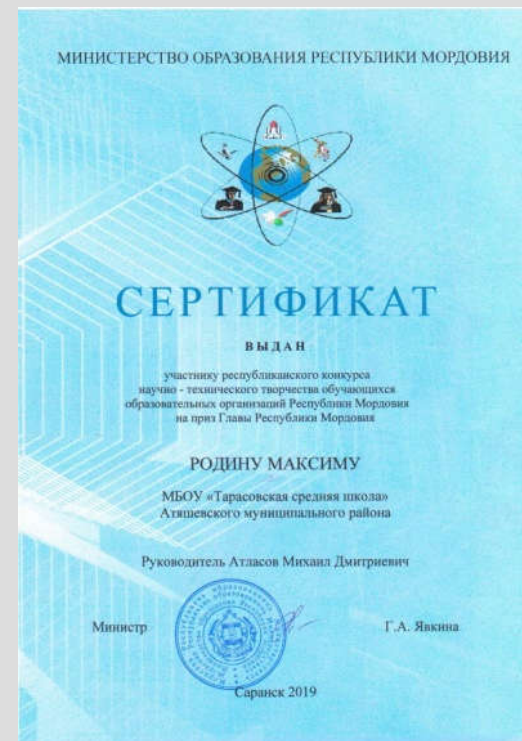 МИНИСТЕРСТВО ОБРАЗОВАНИЯ РЕСПУБЛИКИ МОРДОВИЯ
СЕРТИФИКАТ
ВЫДАН
участнику республиканского конкурса
научно - технического творчества обучающихся
образовательных организаций Республики Мордовия
на приз Главы Республики Мордовия
РОДИНУ МАКСИМУ
МБОУ «Тарасовская средняя школа»
Атяшевского муниципального района
Руководитель Атласов Михаил Дмитриевич
Министр Г.А. Явкина
Саранск 2019